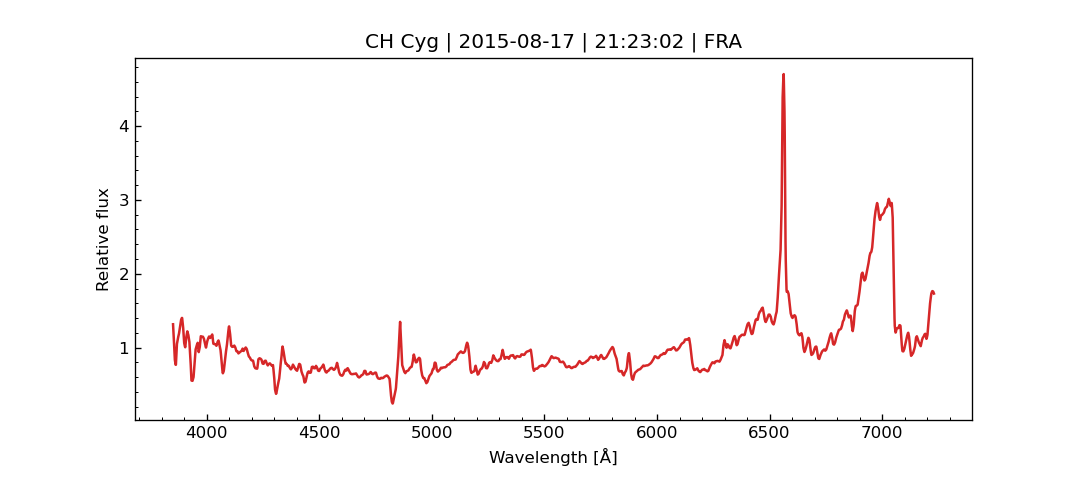 CH Cyg | 2015-08-17 | 21:23:02 | FRA
Relative flux
4
3
2
1
4000 4500 5000 5500 6000 6500 7000
Wavelength [Å]